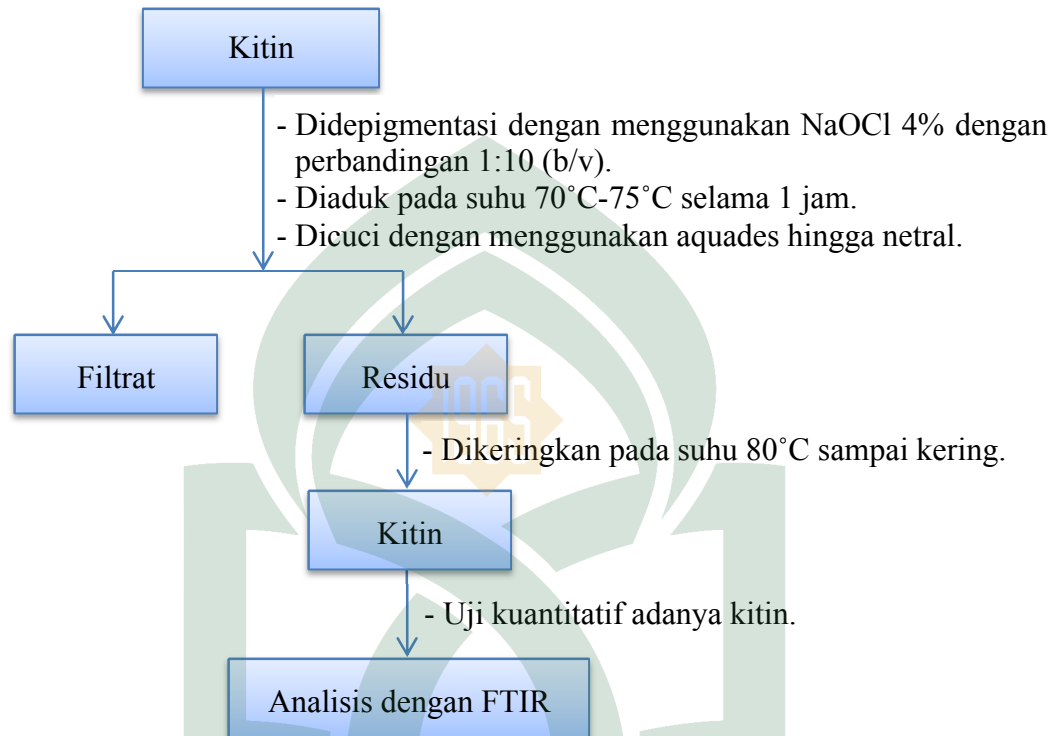 Kitin
- Didepigmentasi dengan menggunakan NaOCl 4% dengan
perbandingan 1:10 (b/v).
- Diaduk pada suhu 70˚C-75˚C selama 1 jam.
- Dicuci dengan menggunakan aquades hingga netral.
Filtrat
Residu
- Dikeringkan pada suhu 80˚C sampai kering.
Kitin
- Uji kuantitatif adanya kitin.
Analisis dengan FTIR
1965